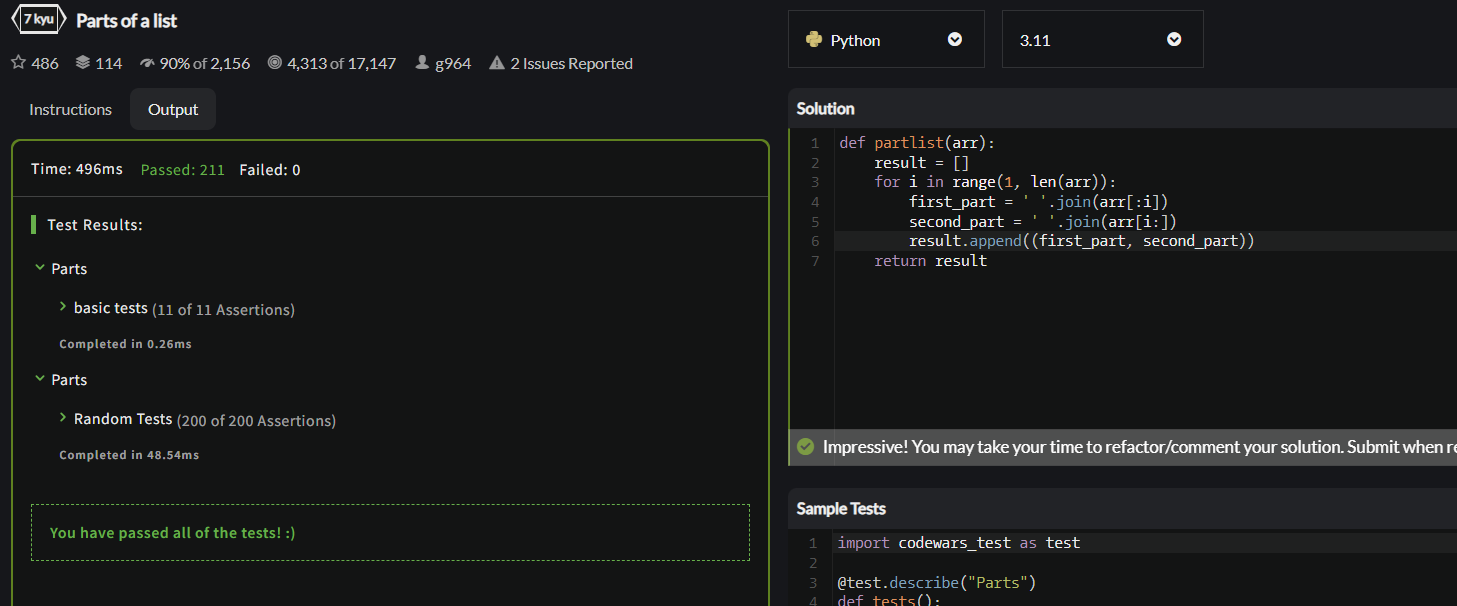 7 kyu Parts of a list
486 114 90% of 2,156 4,313 of 17,147 g964 2 Issues Reported
Instructions Output
Time: 496ms Passed: 211 Failed: 0
Test Results:
Parts
basic tests (11 of 11 Assertions)
Completed in 0.26ms
Parts
Random Tests (200 of 200 Assertions)
Completed in 48.54ms
You have passed all of the tests! :)
Python 3.11
Solution
1 def partlist(arr):
2     result = []
3     for i in range(1, len(arr)):
4         first_part = ' '.join(arr[:i])
5         second_part = ' '.join(arr[i:])
6         result.append((first_part, second_part))
7     return result
Impressive! You may take your time to refactor/comment your solution. Submit when re
Sample Tests
1 import codewars_test as test
2
3 @test.describe("Parts")
4 def tests():